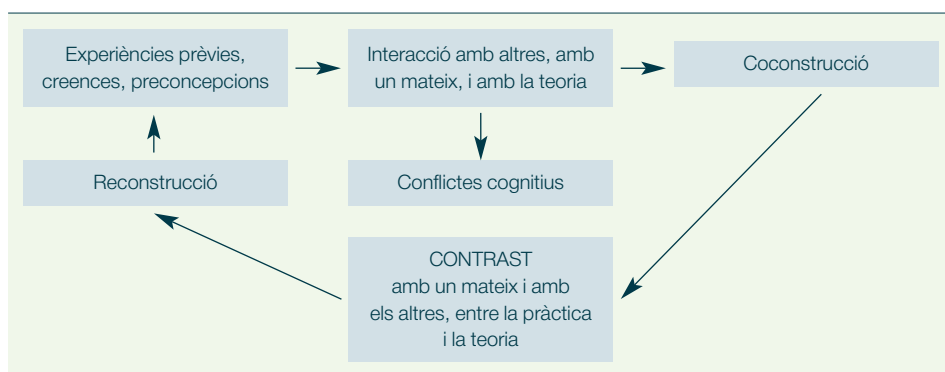 Experiències prèvies,
creences, preconcepcions
Interacció amb altres, amb
un mateix, i amb la teoria
Coconstrucció
Reconstrucció
Conflictes cognitius
CONTRAST
amb un mateix i amb
els altres, entre la pràctica
i la teoria